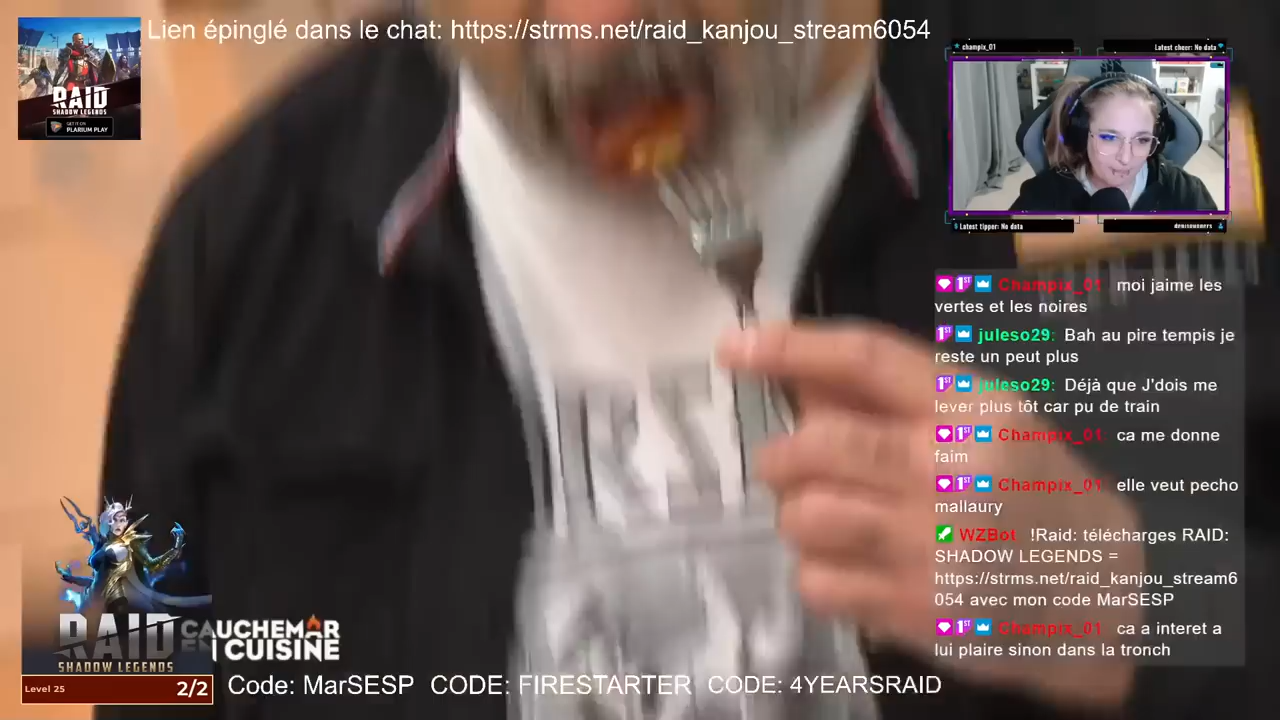 Lien épinglé dans le chat: https://strms.net/raid_kanjou_stream6054
RAID
SHADOW LEGENDS
GET IT ON
PLARIUM PLAY
champix_01
Latest cheer: No data
Latest tipper: No data
Champix_01 moi jaime les
vertes et les noires
juleso29: Bah au pire tempis je
reste un peut plus
juleso29: Déjà que J'dois me
lever plus tôt car pu de train
Champix_01 ca me donne
faim
Champix_01 elle veut pecho
mallaury
WZBot !Raid: télécharges RAID:
SHADOW LEGENDS =
https://strms.net/raid_kanjou_stream6
054 avec mon code MarSESP
Champix_01 ca a interet a
lui plaire sinon dans la tronch
RAID
SHADOW LEGENDS
CAUCHEMAR
EN CUISINE
Level 25
2/2
Code: MarSESP CODE: FIRESTARTER CODE: 4YEARSRAID